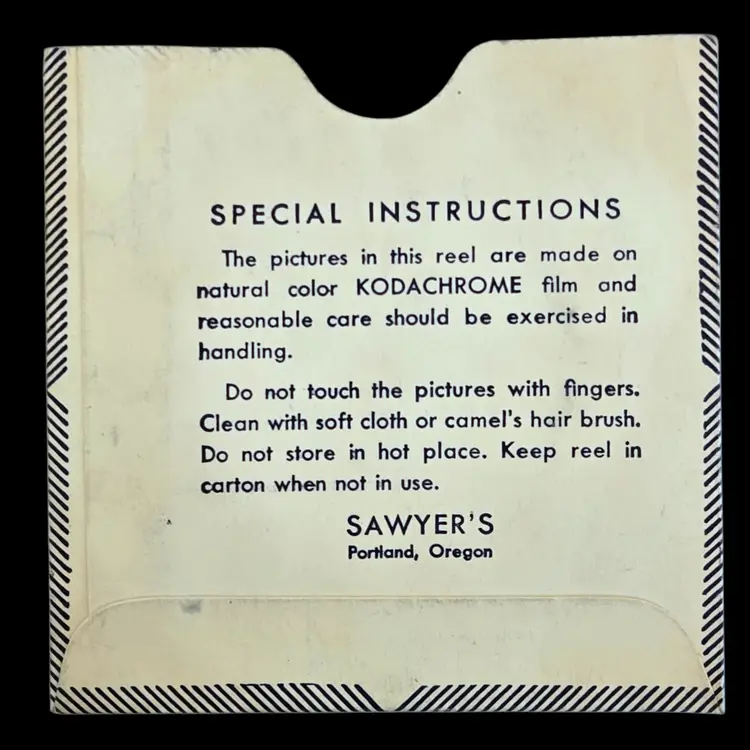 SPECIAL INSTRUCTIONS
The pictures in this reel are made on
natural color KODACHROME film and
reasonable care should be exercised in
handling.
Do not touch the pictures with fingers.
Clean with soft cloth or camel's hair brush.
Do not store in hot place. Keep reel in
carton when not in use.
SAWYER'S
Portland, Oregon